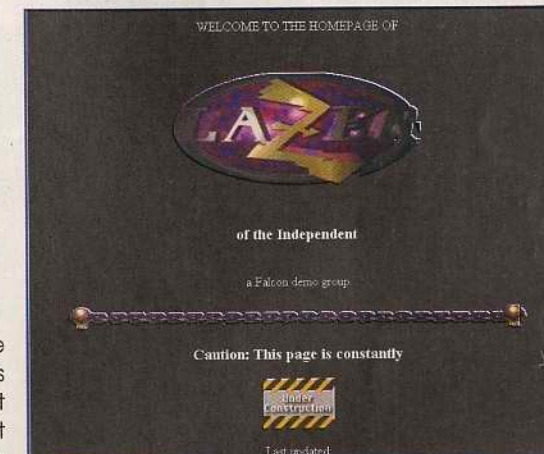 WELCOME TO THE HOMEPAGE OF
LAZER
of the Independent
a Falcon demo group.
Caution: This page is constantly
Under
Construction
Last updated